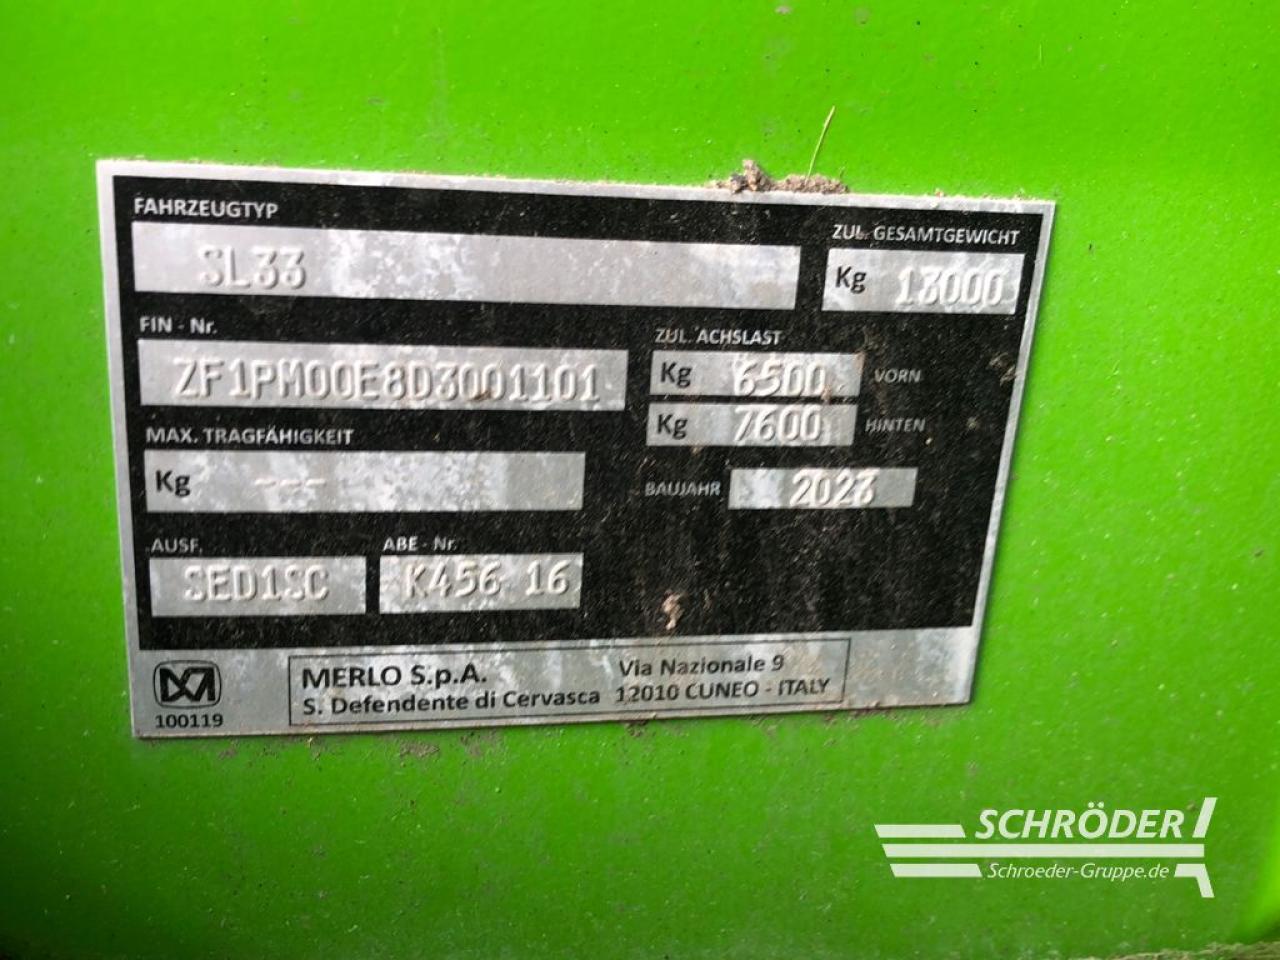 FAHRZEUGTYP
SL33
ZUL. GESAMTGEWICHT
Kg 13000
FIN - Nr.
ZF1PM00E8D3001101
ZUL. ACHSLAST
Kg 6500 VORN
Kg 7600 HINTEN
MAX. TRAGFÄHIGKEIT
Kg ---
BAUJAHR 2023
AUSF. ABE - Nr.
SED1SC K456 16
MERLO S.p.A. Via Nazionale 9
S. Defendente di Cervasca 12010 CUNEO - ITALY
100119
SCHRÖDER
Schroeder-Gruppe.de